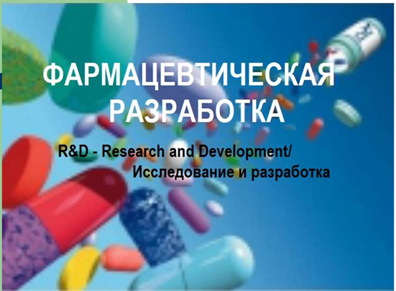 ФАРМАЦЕВТИЧЕСКАЯ
РАЗРАБОТКА
R&D - Research and Development/
Исследование и разработка